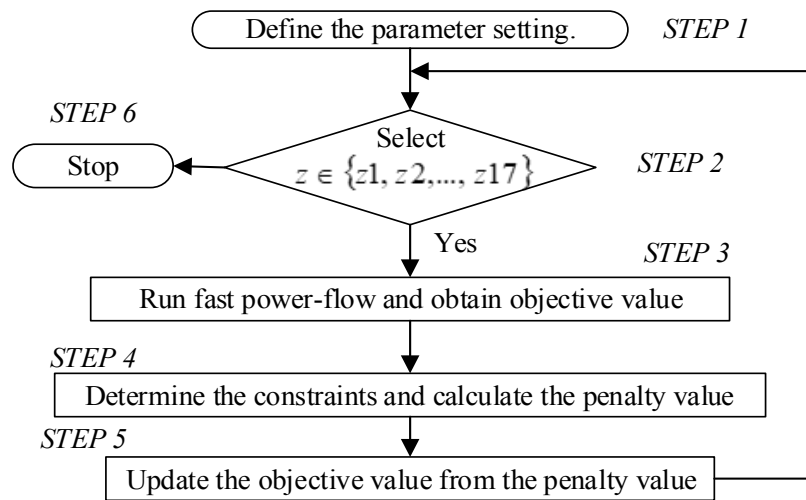 Define the parameter setting.
STEP 1
STEP 6
Stop
Select
z ∈ {z1, z2,..., z17}
STEP 2
Yes
STEP 3
Run fast power-flow and obtain objective value
STEP 4
Determine the constraints and calculate the penalty value
STEP 5
Update the objective value from the penalty value